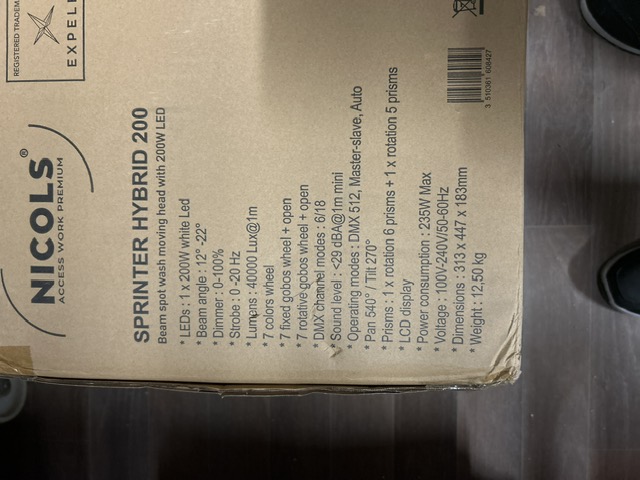 REGISTERED TRADEM
EXPELI
NICOLS®
ACCESS WORK PREMIUM
SPRINTER HYBRID 200
Beam spot wash moving head with 200W LED
* LEDs : 1 x 200W white Led
* Beam angle : 12° -22°
* Dimmer : 0-100%
* Strobe : 0-20 Hz
* Lumens : 40000 Lux@1m
* 7 colors wheel
* 7 fixed gobos wheel + open
* 7 rotative gobos wheel + open
* DMX channel modes : 6/18
* Sound level : <29 dBA@1m mini
* Operating modes : DMX 512, Master-slave, Auto
* Pan 540° / Tilt 270°
* Prisms : 1 x rotation 6 prisms + 1 x rotation 5 prisms
* LCD display
* Power consumption : 235W Max
* Voltage : 100V-240V/50-60Hz
* Dimensions : 313 x 447 x 183mm
* Weight : 12,50 kg
3 510361 608427